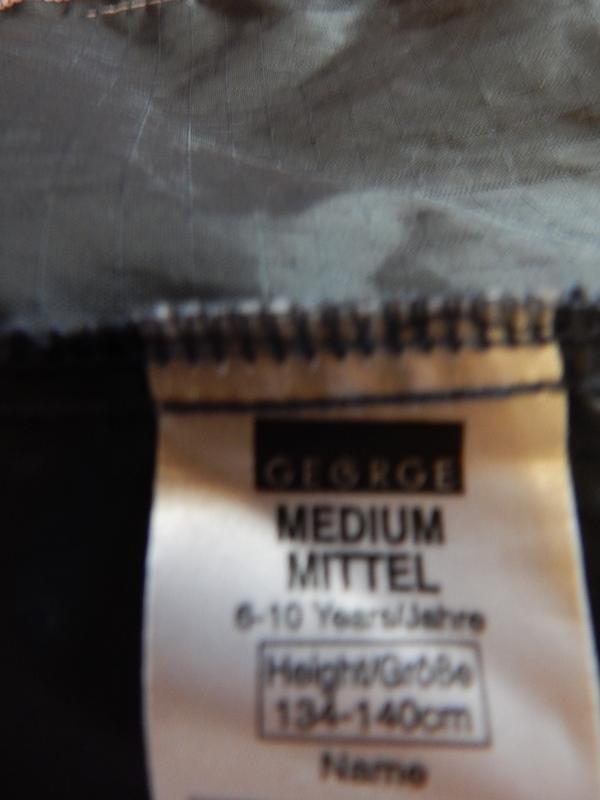 GEORGE
MEDIUM
MITTEL
6-10 Years/Jahre
Height/Größe
134-140cm
Name